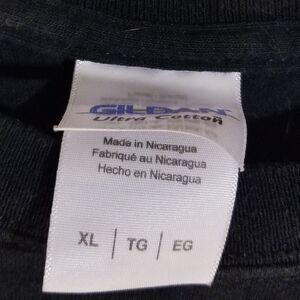 GILDAN
Ultra Cotton
Made in Nicaragua
Fabriqué au Nicaragua
Hecho en Nicaragua
XL | TG | EG